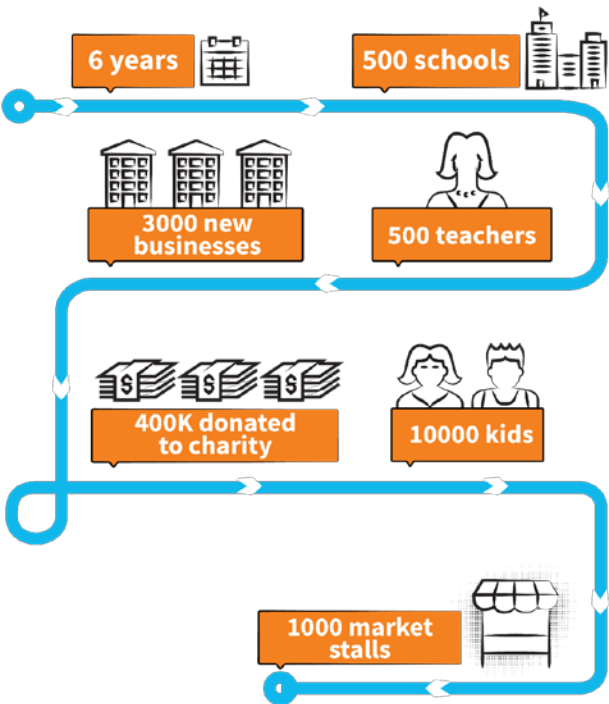 6 years
500 schools
3000 new
businesses
500 teachers
$ $ $
400K donated
to charity
10000 kids
1000 market
stalls